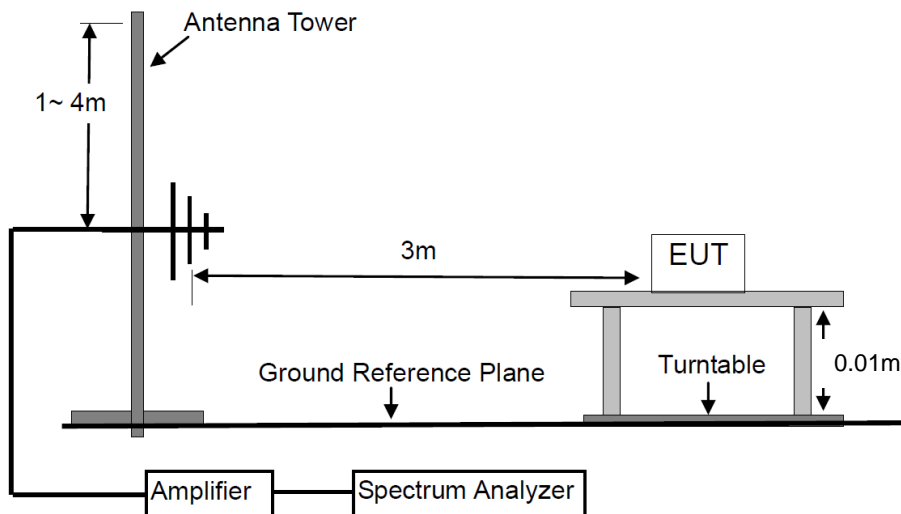 Antenna Tower
1~ 4m
3m
EUT
0.01m
Turntable
Ground Reference Plane
Amplifier
Spectrum Analyzer